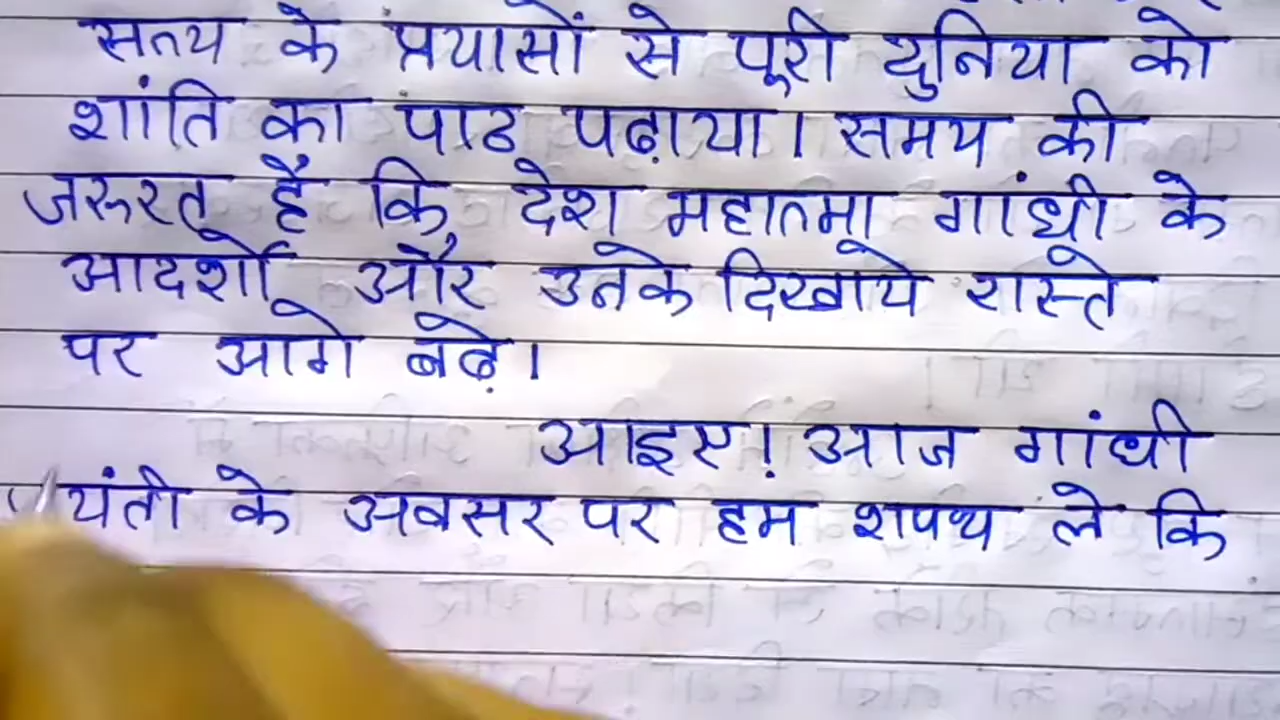 सत्य के प्रयासों से पूरी दुनिया को
शांति का पाठ पढ़ाया। समय की
जरुरत है कि देश महात्मा गांधी के
आदर्शो और उनके दिखाये रास्ते
पर आगे बढ़े।
आइए! आज गांधी
यंती के अवसर पर हम शपथ ले कि